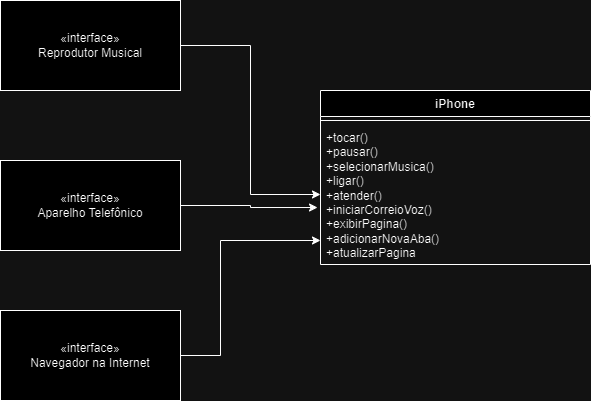 «interface»
Reprodutor Musical
iPhone
+tocar()
+pausar()
+selecionarMusica()
+ligar()
+atender()
+iniciarCorreioVoz()
+exibirPagina()
+adicionarNovaAba()
+atualizarPagina
«interface»
Aparelho Telefônico
«interface»
Navegador na Internet